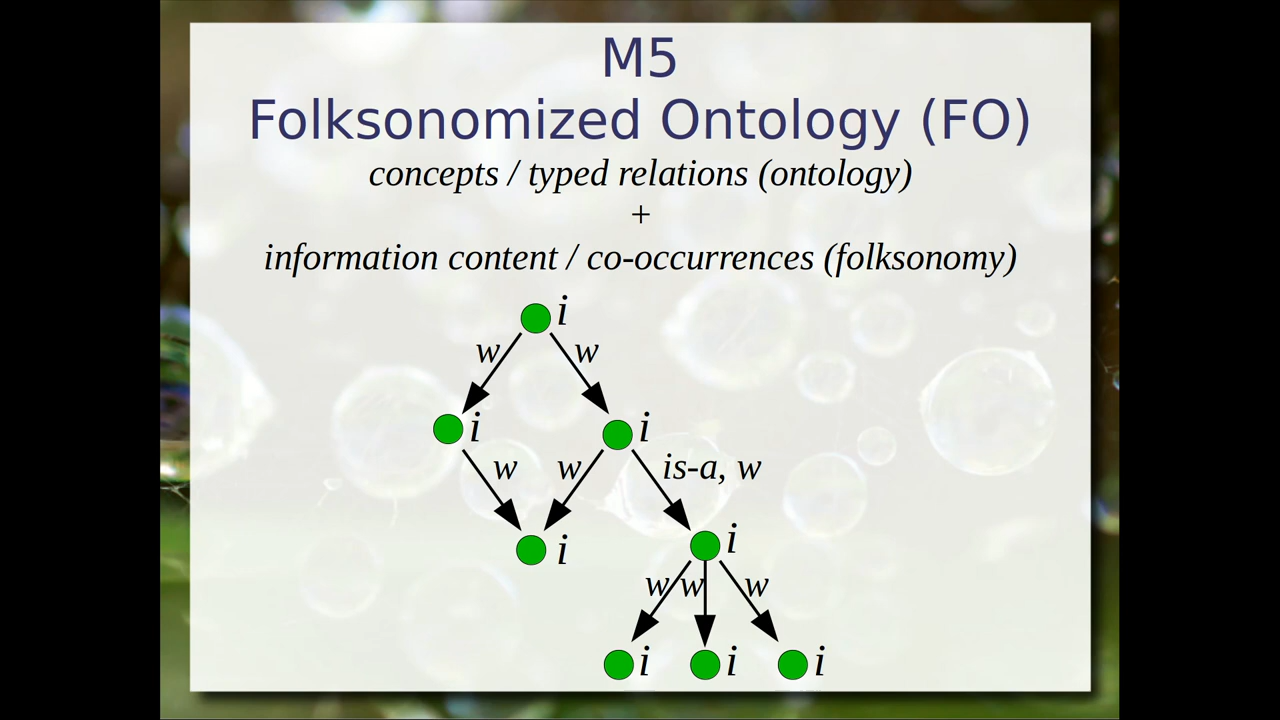 M5
Folksonomized Ontology (FO)
concepts / typed relations (ontology)
+
information content / co-occurrences (folksonomy)
i
w w
i i
w w is-a, w
i i
w w w
i i i